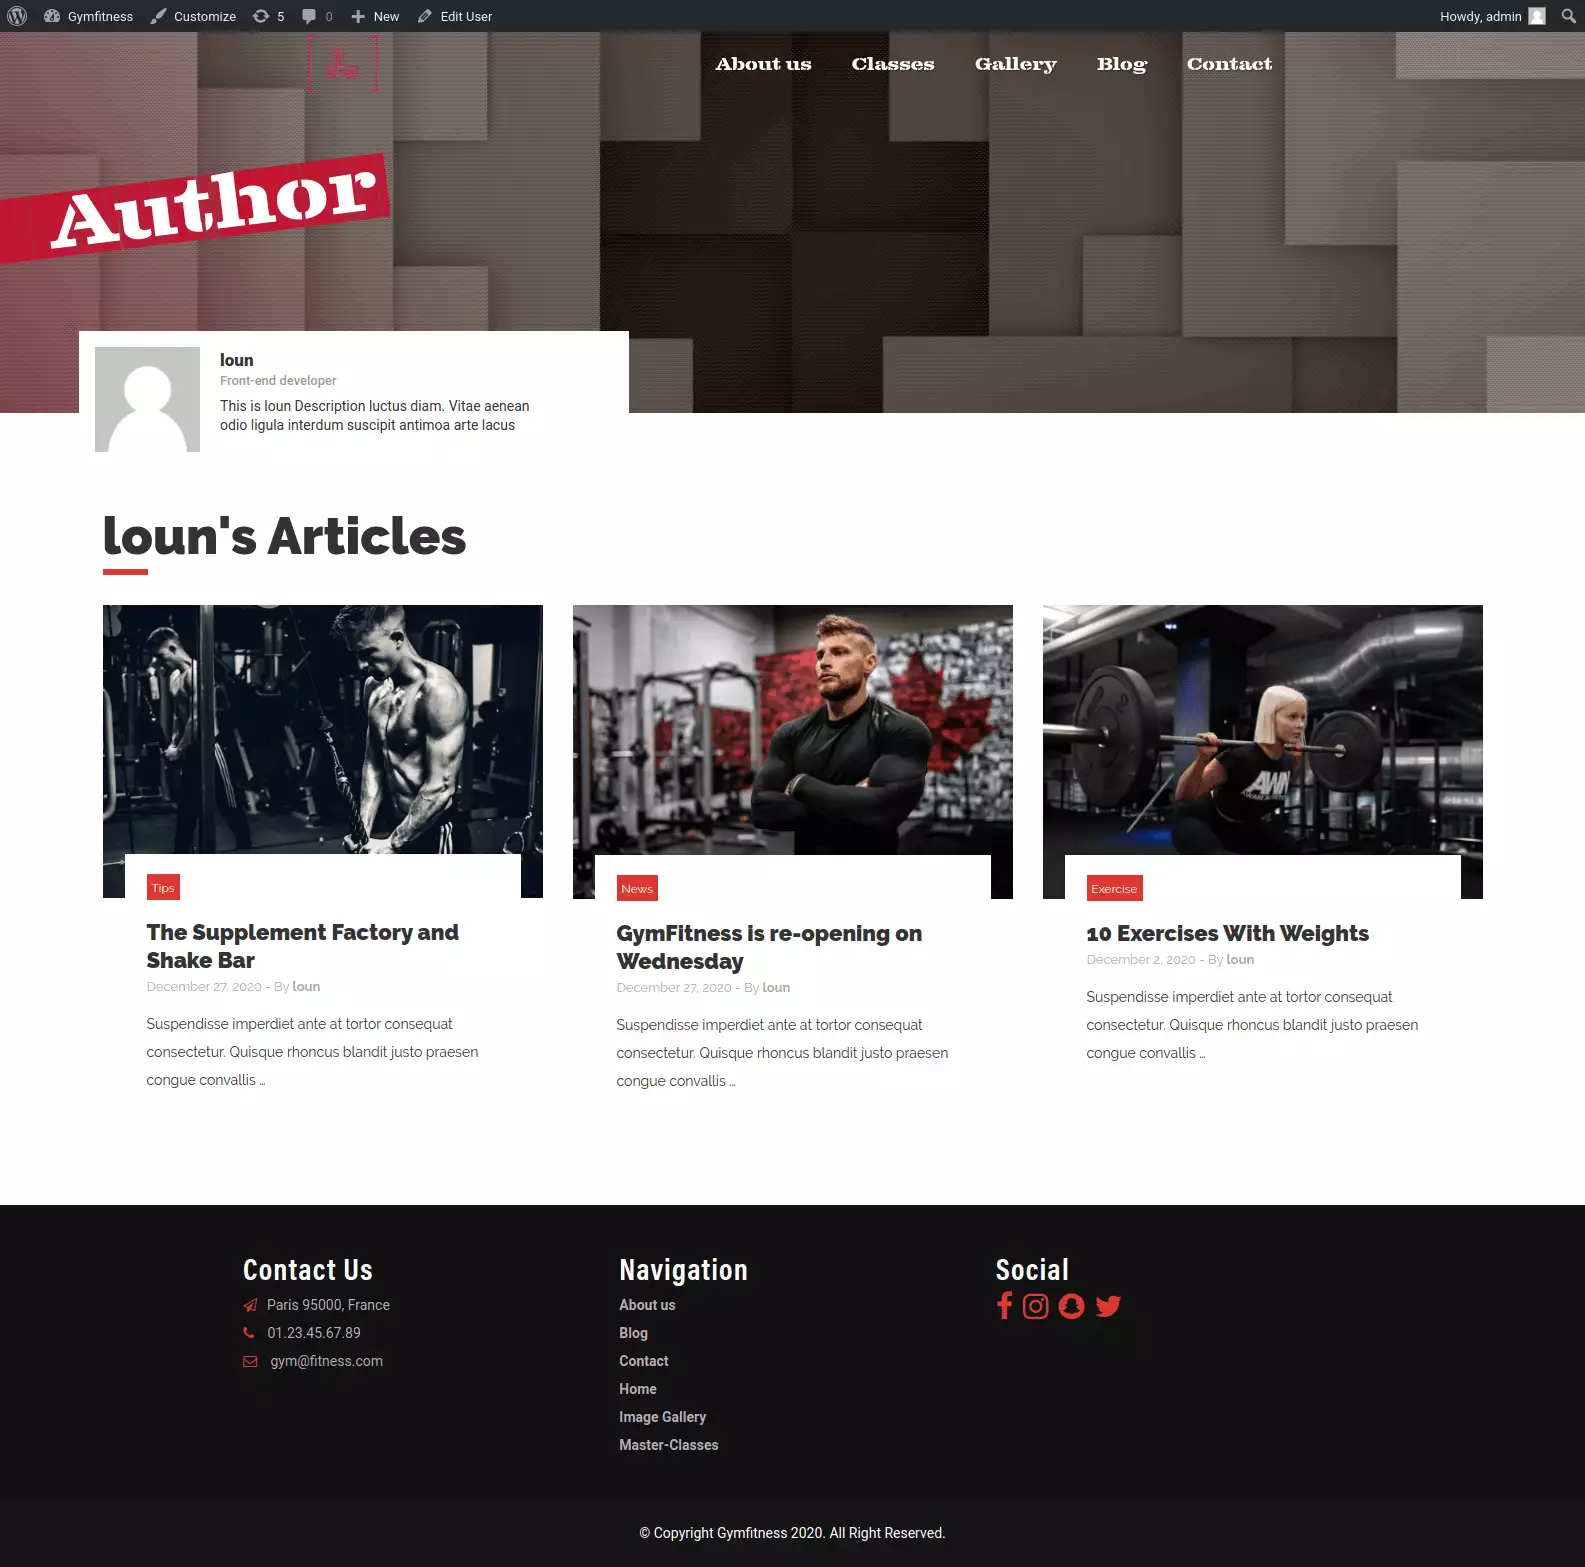 Gymfitness Customize 5 0 New Edit User Howdy, admin
About us Classes Gallery Blog Contact
Author
loun
Front-end developer
This is loun Description luctus diam. Vitae aenean
odio ligula interdum suscipit antimoa arte lacus
loun's Articles
AWN
Tips
The Supplement Factory and
Shake Bar
December 27, 2020 - By loun
Suspendisse imperdiet ante at tortor consequat
consectetur. Quisque rhoncus blandit justo praesen
congue convallis ...
News
GymFitness is re-opening on
Wednesday
December 27, 2020 - By loun
Suspendisse imperdiet ante at tortor consequat
consectetur. Quisque rhoncus blandit justo praesen
congue convallis ...
Exercise
10 Exercises With Weights
December 2, 2020 - By loun
Suspendisse imperdiet ante at tortor consequat
consectetur. Quisque rhoncus blandit justo praesen
congue convallis ...
Contact Us
Paris 95000, France
01.23.45.67.89
gym@fitness.com
Navigation
About us
Blog
Contact
Home
Image Gallery
Master-Classes
Social
© Copyright Gymfitness 2020. All Right Reserved.